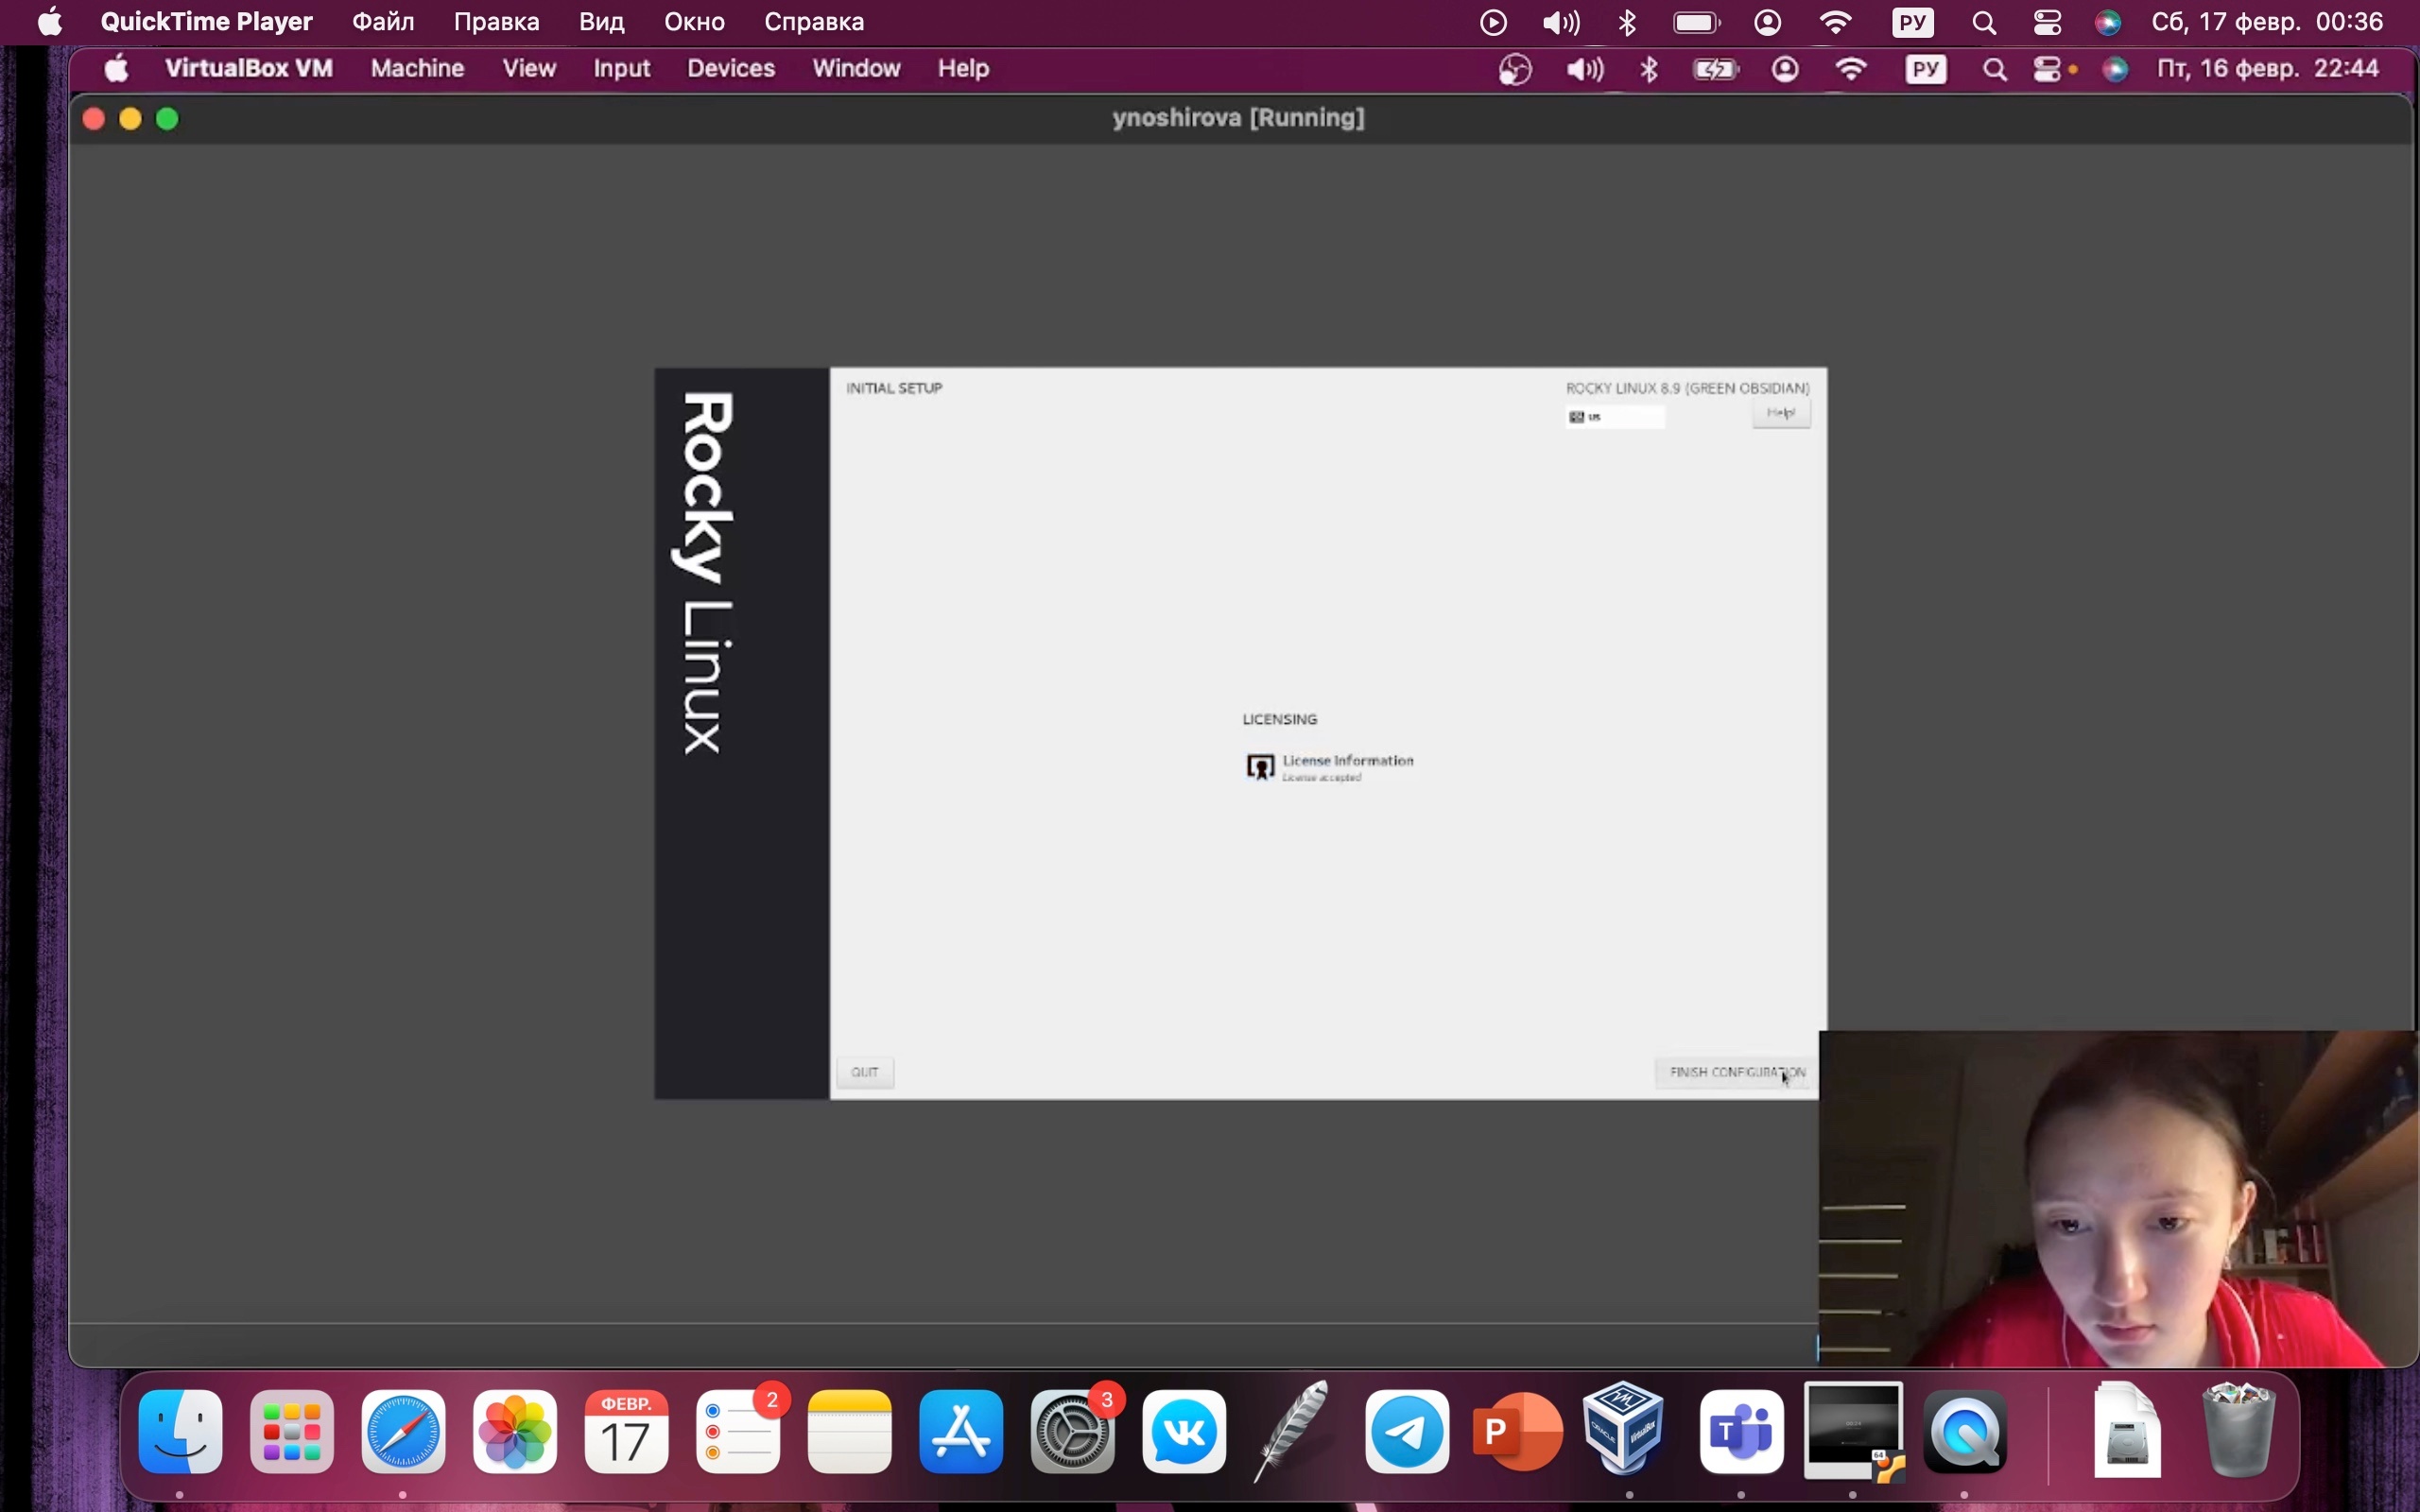 QuickTime Player Файл Правка Вид Окно Справка РУ Сб, 17 февр. 00:36
VirtualBox VM Machine View Input Devices Window Help РУ Пт, 16 февр. 22:44
ynoshirova [Running]
Rocky Linux
INITIAL SETUP
ROCKY LINUX 8.9 (GREEN OBSIDIAN)
us
Help!
LICENSING
License Information
License accepted
QUIT
FINISH CONFIGURATION
ФЕВР.
17
2
3
P
T
64